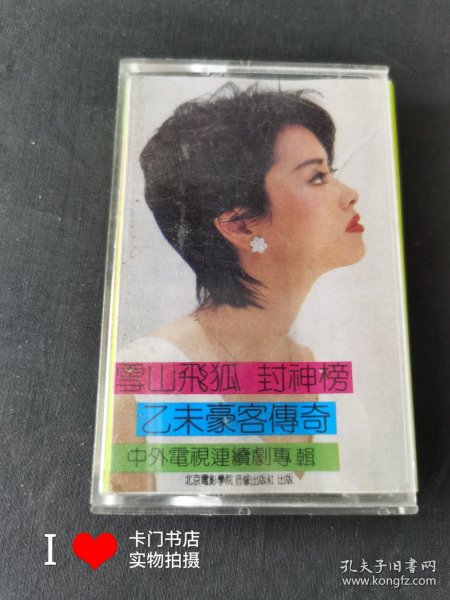 雪山飛狐 封神榜
乙未豪客傳奇
中外電視連續劇專輯
北京電影學院 音像出版社 出版
I ❤ 卡门书店
实物拍摄
孔夫子旧书网
www.kongfz.com